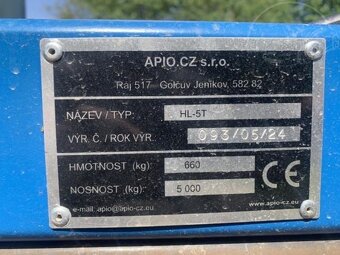 APIO.CZ s.r.o.
Ráj 517 Golčův Jeníkov, 582 82
NÁZEV / TYP: HL-5T
VÝR. Č. / ROK VÝR. 093/05/24
HMOTNOST (kg): 660
NOSNOST (kg): 5 000 CE
e-mail: apio@apio-cz.eu www.apio-cz.eu